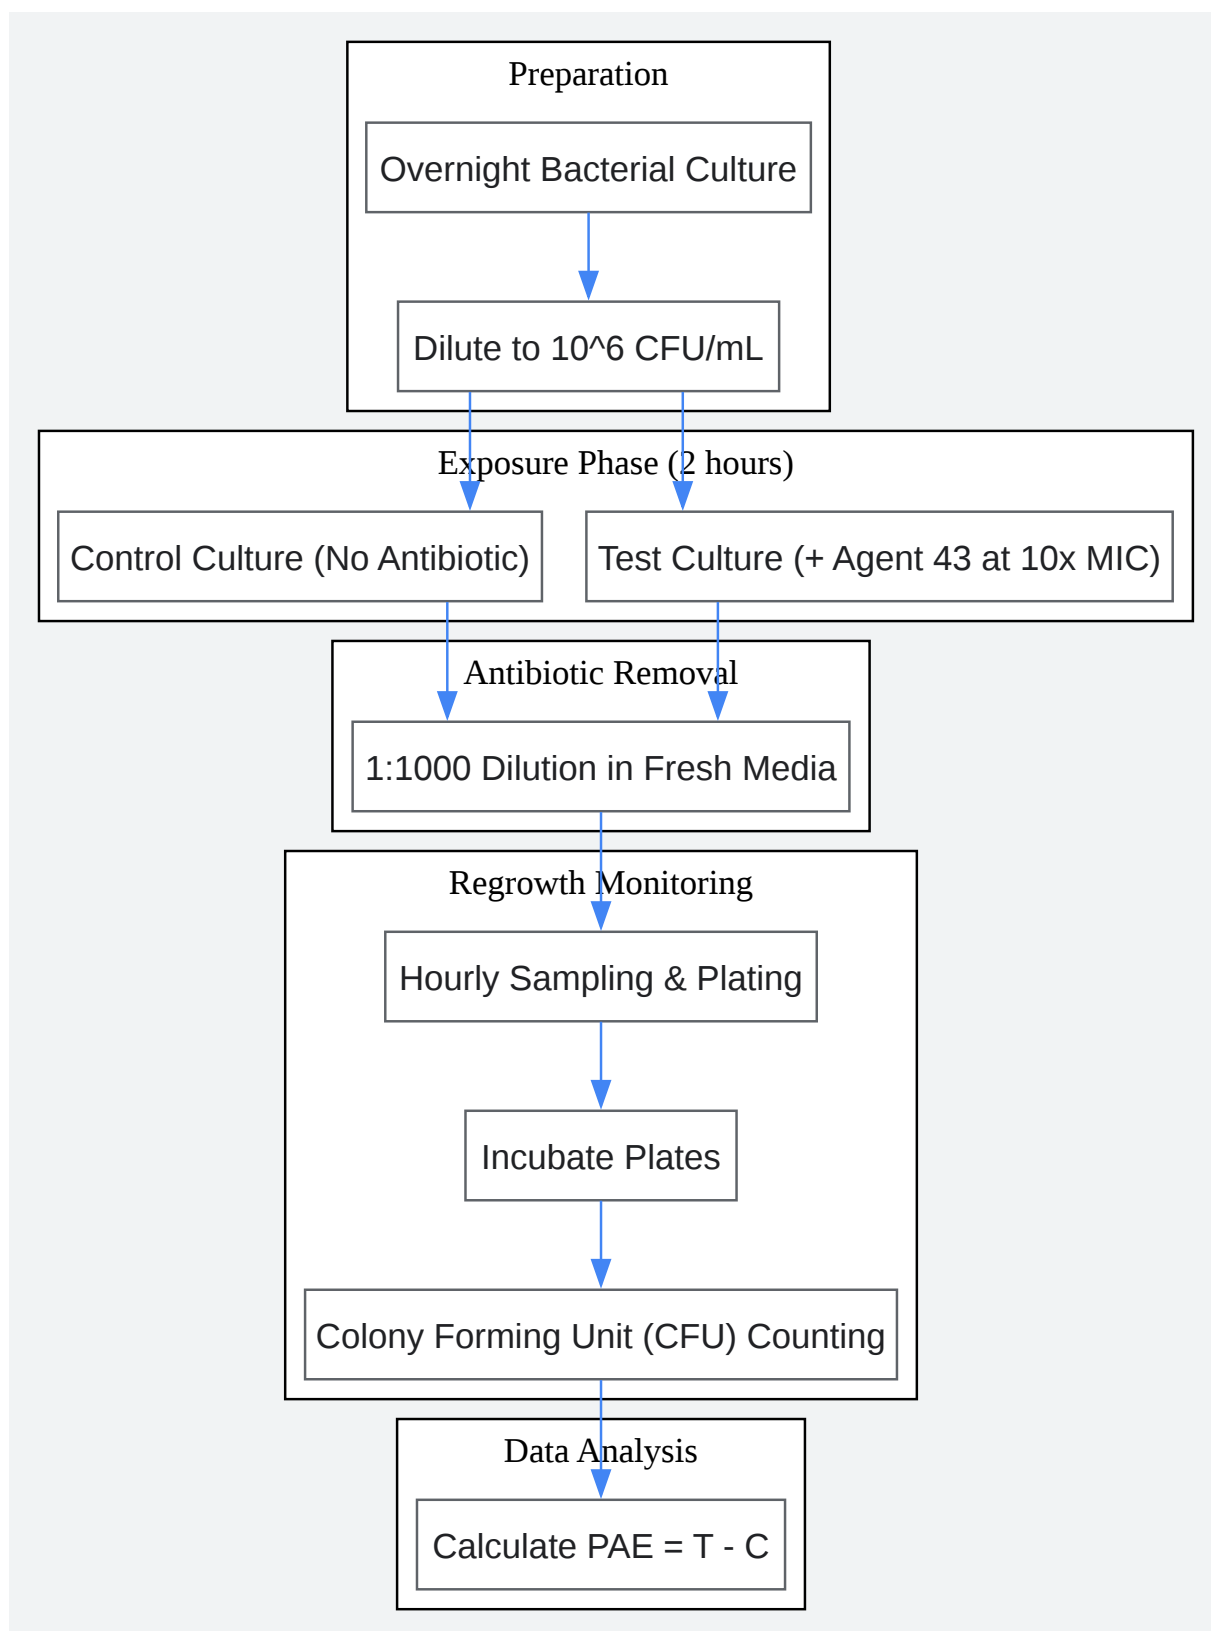 Preparation
Overnight Bacterial Culture
Dilute to 10^6 CFU/mL
Exposure Phase (2 hours)
Control Culture (No Antibiotic)
Test Culture (+ Agent 43 at 10x MIC)
Antibiotic Removal
1:1000 Dilution in Fresh Media
Regrowth Monitoring
Hourly Sampling & Plating
Incubate Plates
Colony Forming Unit (CFU) Counting
Data Analysis
Calculate PAE = T - C